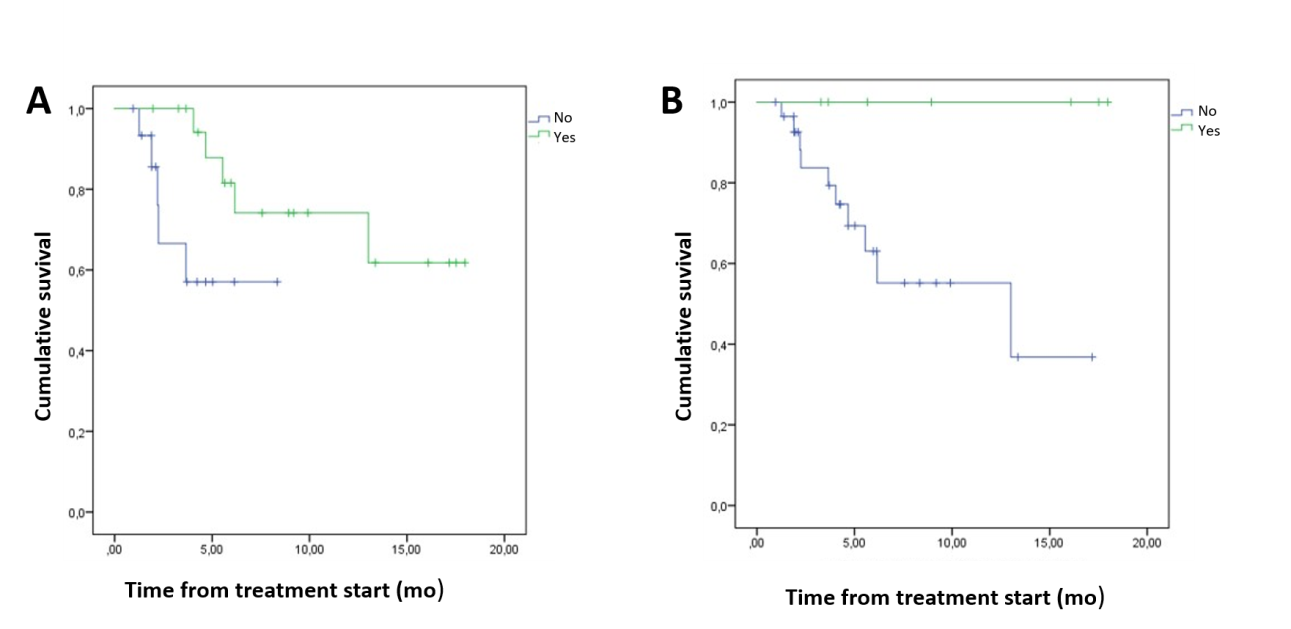 A
Cumulative suvival
1,0
0,8
0,6
0,4
0,2
0,0
,00 5,00 10,00 15,00 20,00
Time from treatment start (mo)
No
Yes
B
Cumulative suvival
1,0
0,8
0,6
0,4
0,2
0,0
,00 5,00 10,00 15,00 20,00
Time from treatment start (mo)
No
Yes